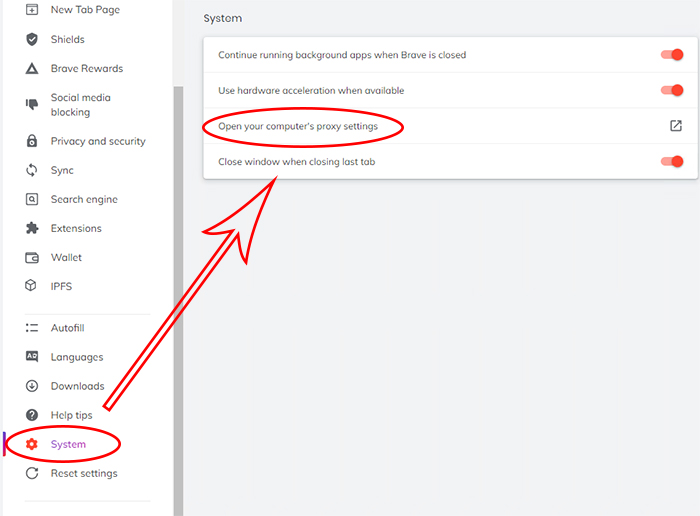 New Tab Page
Shields
Brave Rewards
Social media
blocking
Privacy and security
Sync
Search engine
Extensions
Wallet
IPFS
Autofill
Languages
Downloads
Help tips
System
Reset settings
System
Continue running background apps when Brave is closed
Use hardware acceleration when available
Open your computer's proxy settings
Close window when closing last tab